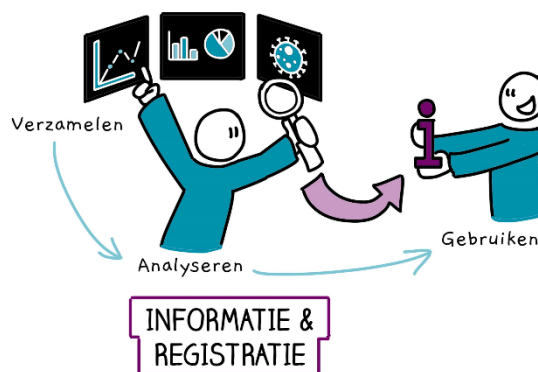 Verzamelen
Analyseren
Gebruiken
INFORMATIE &
REGISTRATIE